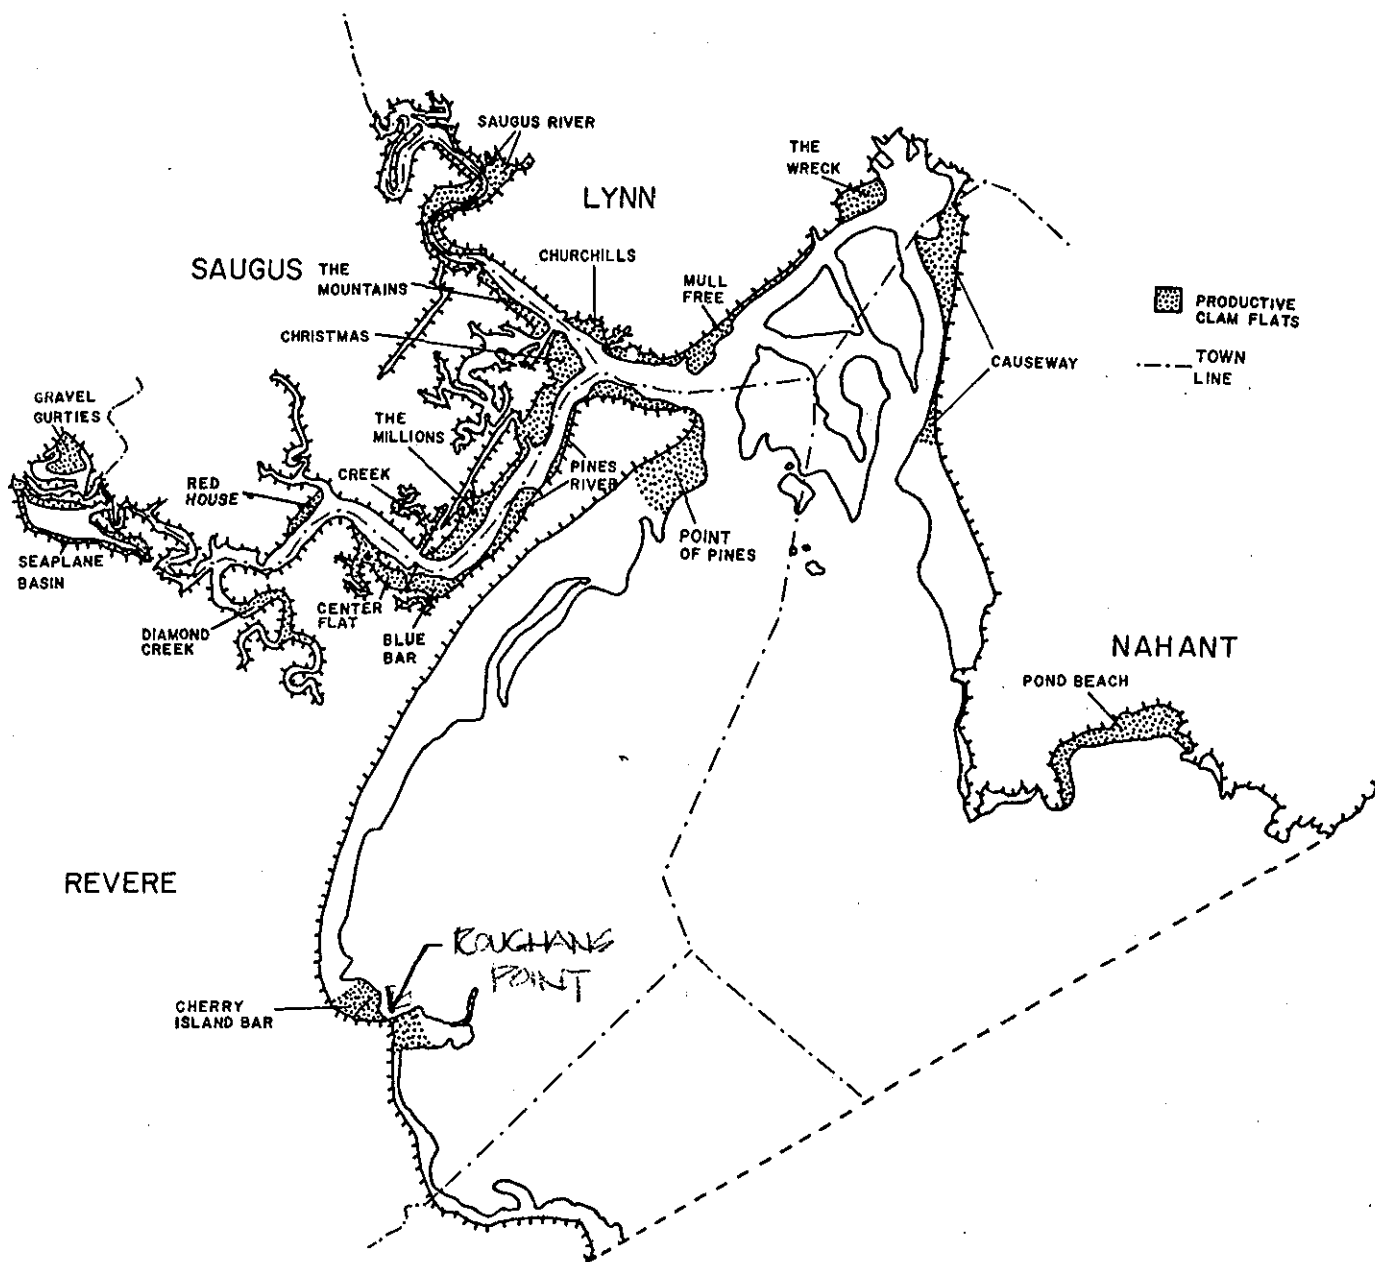 SAUGUS RIVER
LYNN
THE
WRECK
SAUGUS
THE
MOUNTAINS
CHURCHILLS
MULL
FREE
CHRISTMAS
PRODUCTIVE
CLAM FLATS
TOWN
LINE
CAUSEWAY
GRAVEL
GURTIES
THE
MILLIONS
RED
HOUSE
CREEK
PINES
RIVER
POINT
OF PINES
SEAPLANE
BASIN
CENTER
FLAT
DIAMOND
CREEK
BLUE
BAR
NAHANT
POND BEACH
REVERE
ROUGHANS
POINT
CHERRY
ISLAND BAR